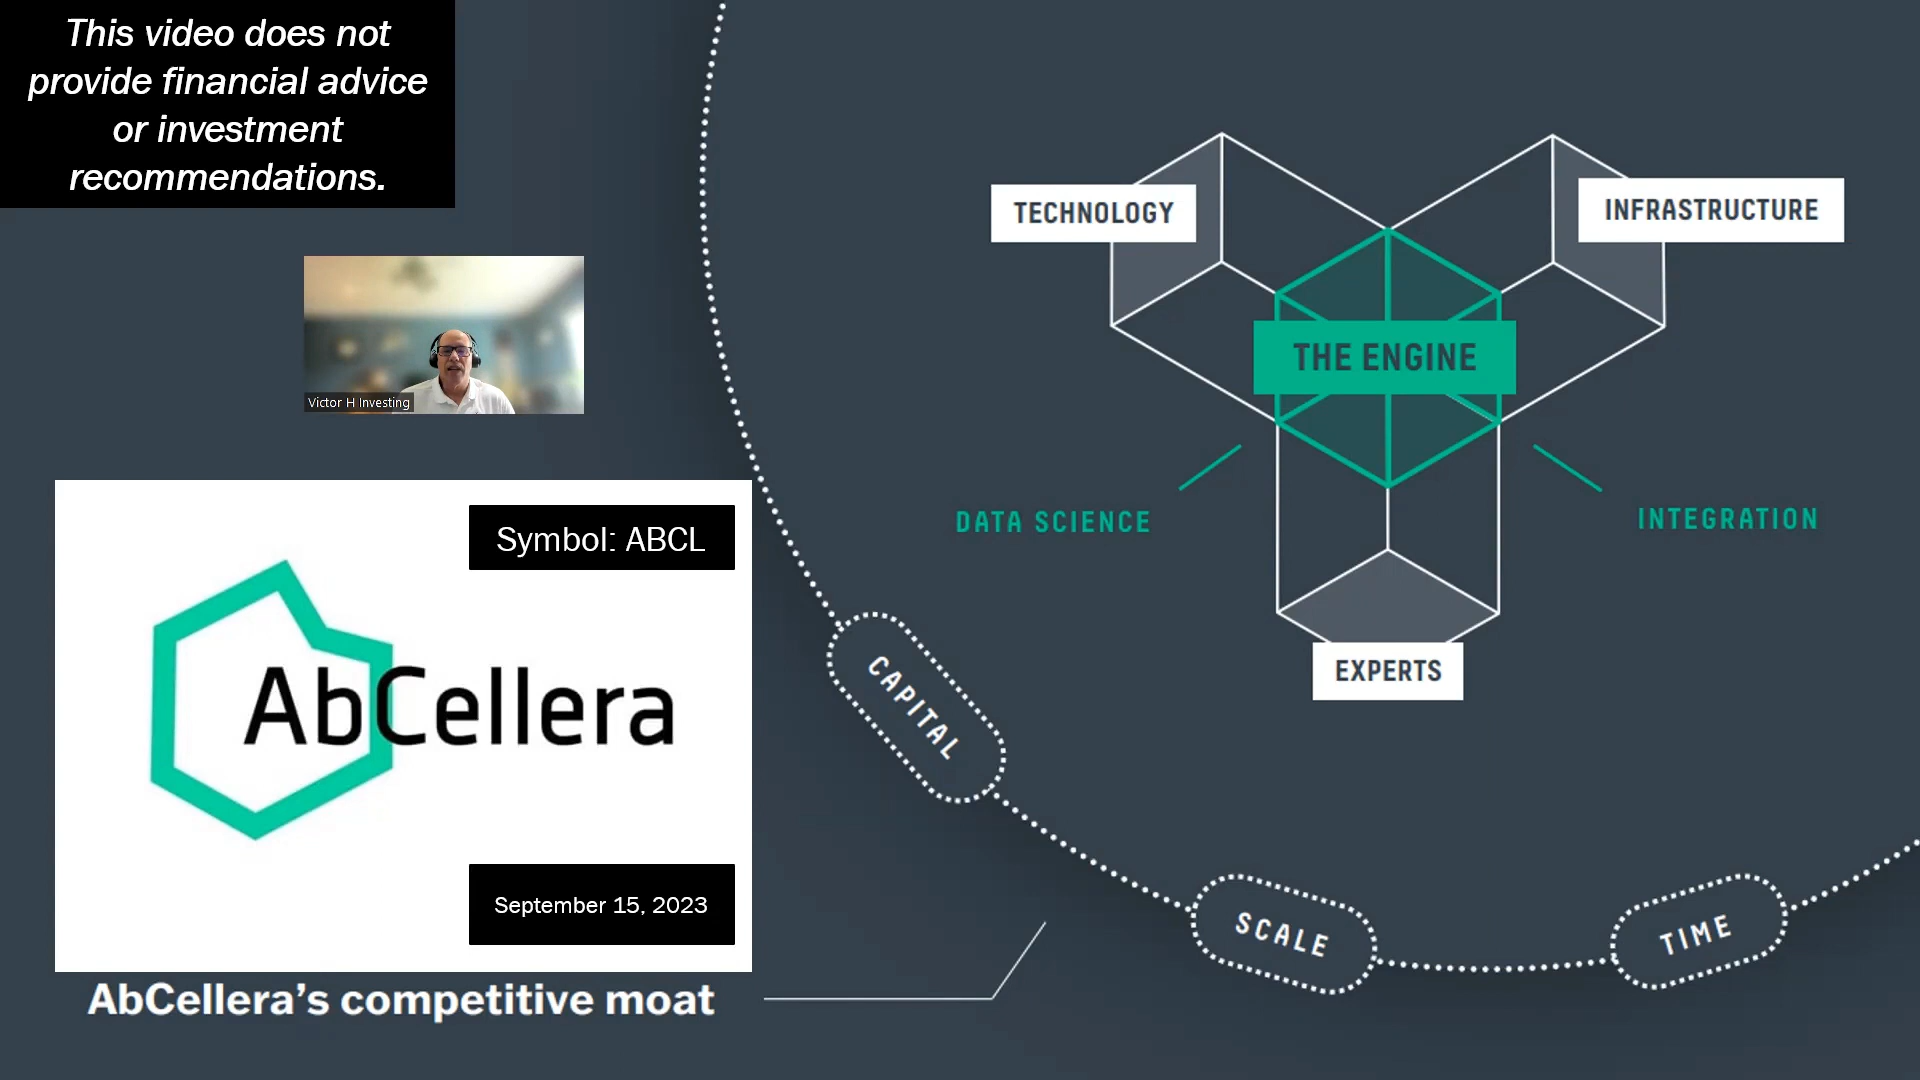 This video does not
provide financial advice
or investment
recommendations.
TECHNOLOGY
INFRASTRUCTURE
THE ENGINE
Victor H Investing
DATA SCIENCE
INTEGRATION
Symbol: ABCL
EXPERTS
AbCellera
CAPITAL
September 15, 2023
SCALE
TIME
AbCellera’s competitive moat